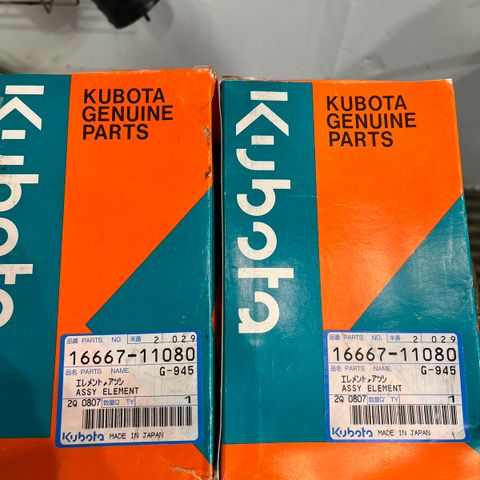 Kubota
KUBOTA
GENUINE
PARTS
品番 PARTS NO. 末番 2 029
16667-11080
品名 PARTS NAME. G-945
エレメント,アツシ
ASSY ELEMENT
2Q 0807 数量Q'TY 1
Kubota MADE IN JAPAN
Kubota
KUBOTA
GENUINE
PARTS
品番 PARTS NO. 末番 2 029
16667-11080
品名 PARTS NAME. G-945
エレメント,アツシ
ASSY ELEMENT
2Q 0807 数量Q'TY 1
Kubota MADE IN JAPAN